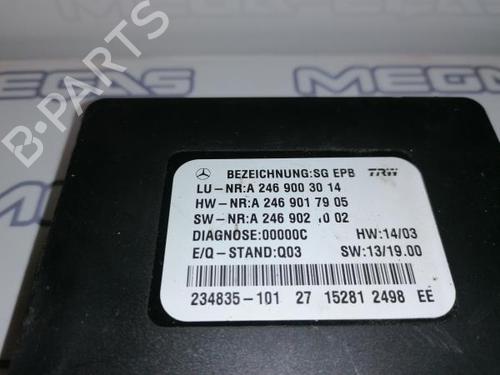 MEGAPEÇAS
BEZEICHNUNG:SG EPB TRW
LU-NR:A 246 900 30 14
HW-NR:A 246 901 79 05
SW-NR:A 246 902 02
DIAGNOSE:00000C HW:14/03
E/Q-STAND:Q03 SW:13/19.00
234835-101 27 15281 2498 EE
B-PARTS